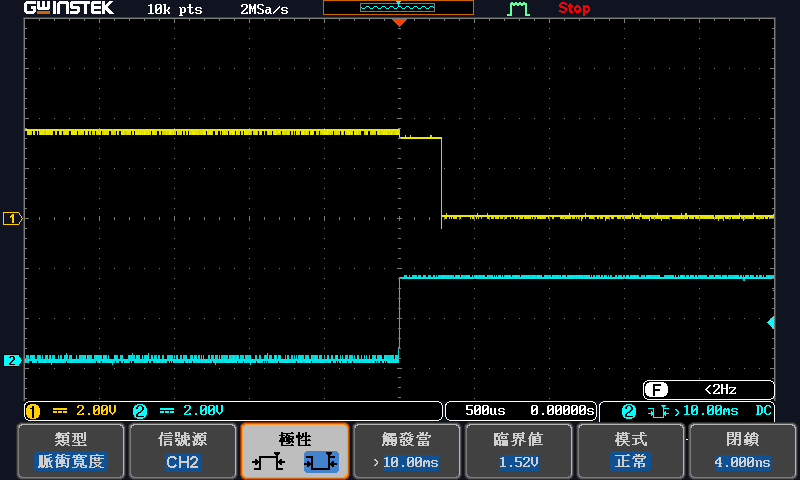 GWINSTEK 10k pts 2MSa/s Stop
1
2
F <2Hz
1 2.00V 2 2.00V 500us 0.00000s 2 >10.00ms DC
類型 信號源 極性 觸發當 臨界値 模式 閉鎖
脈衝寬度 CH2 >10.00ms 1.52V 正常 4.000ns